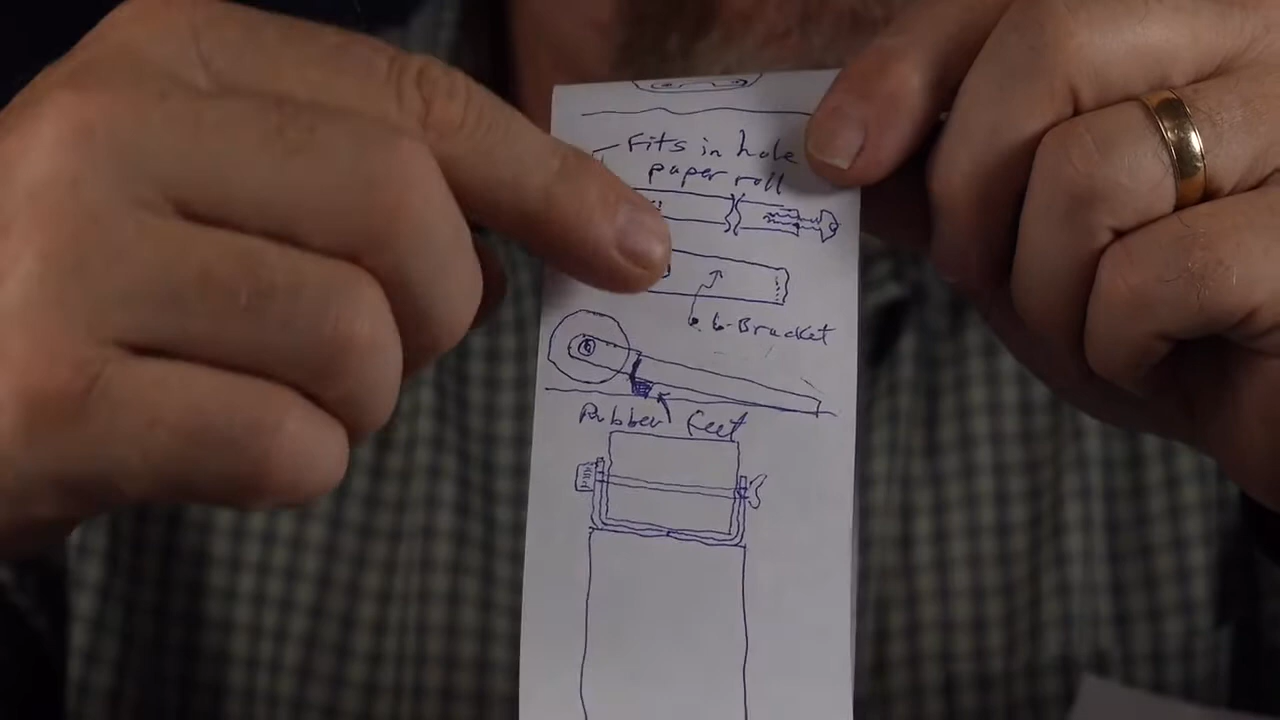 Fits in hole
paper roll
Bracket
Rubber Feet